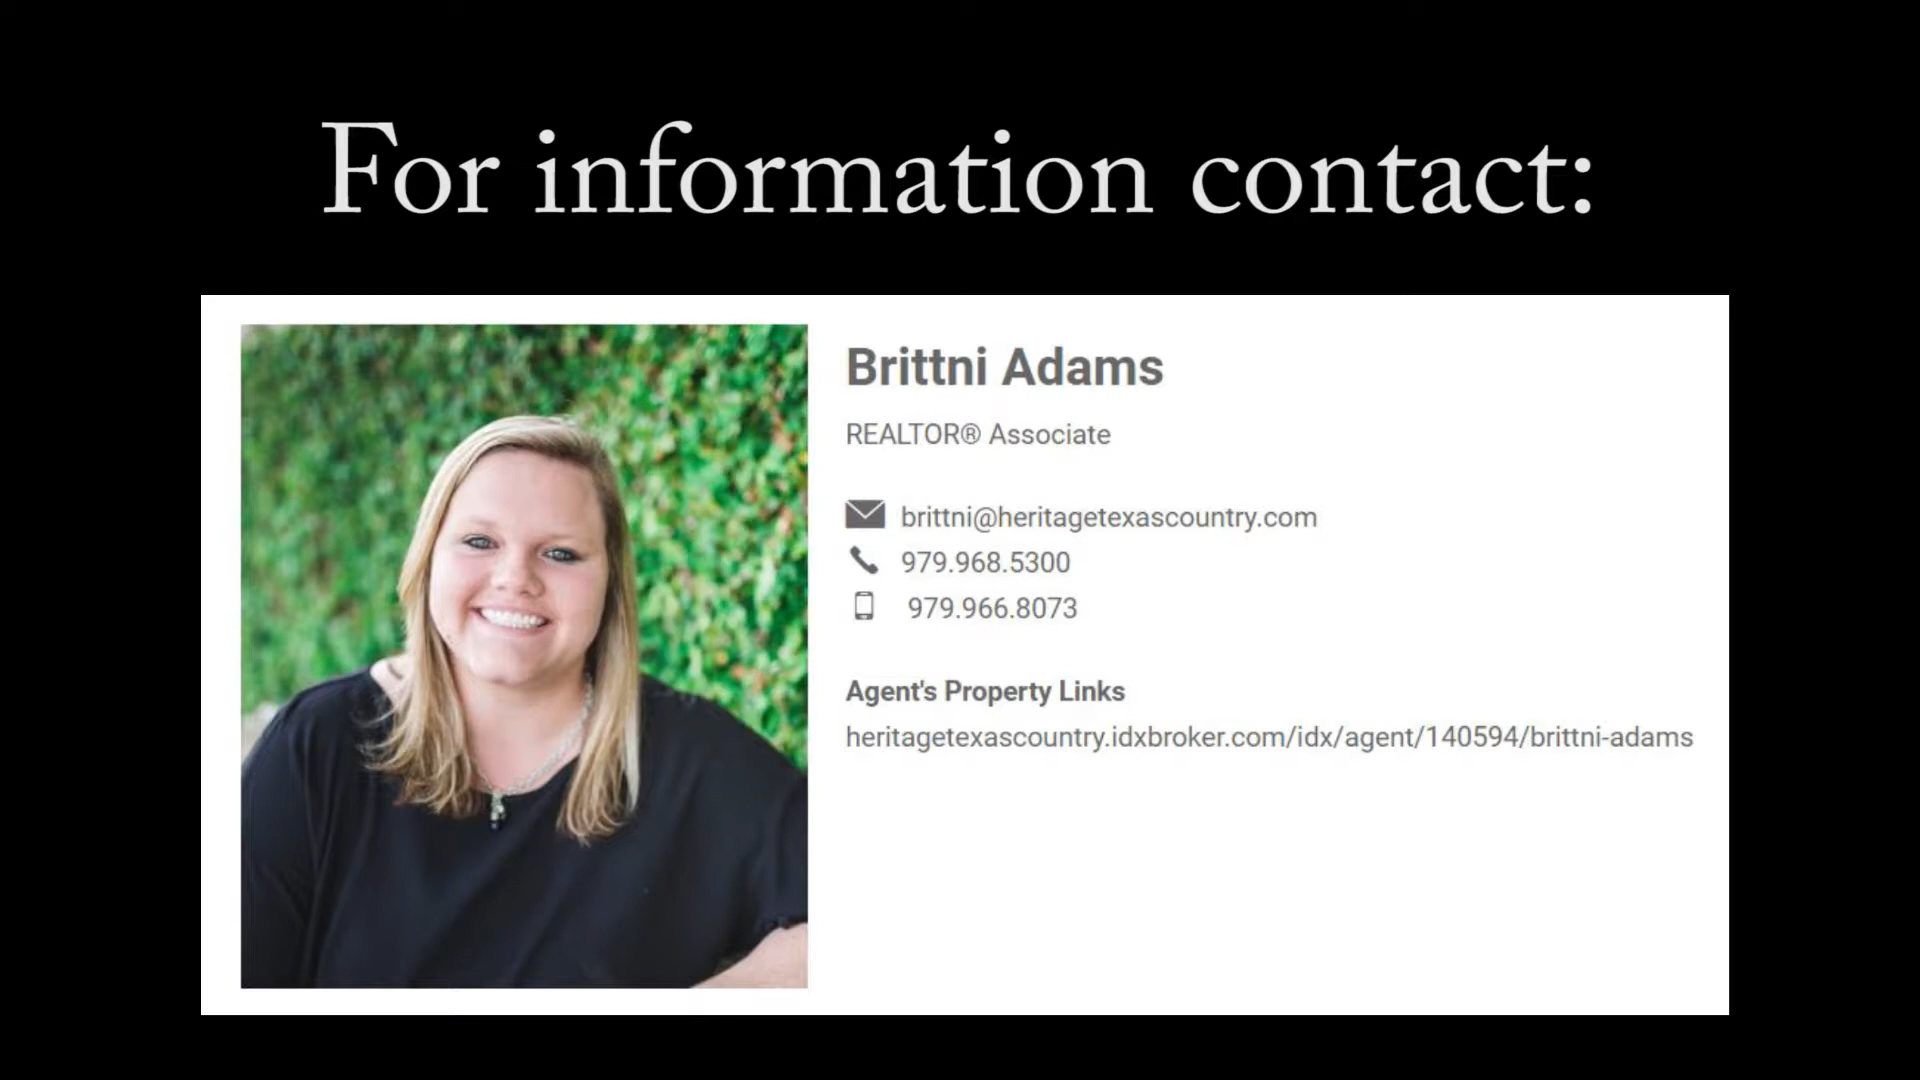 For information contact:
Brittni Adams
REALTOR® Associate
brittni@heritagetexascountry.com
979.968.5300
979.966.8073
Agent's Property Links
heritagetexascountry.idxbroker.com/idx/agent/140594/brittni-adams